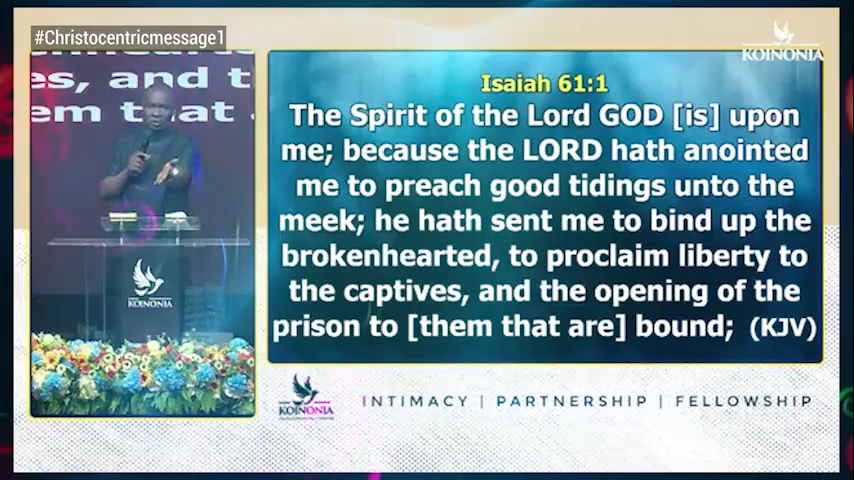 #Christocentricmessage1
KOINONIA
es, and t
em that
KOINONIA
Isaiah 61:1
The Spirit of the Lord GOD [is] upon
me; because the LORD hath anointed
me to preach good tidings unto the
meek; he hath sent me to bind up the
brokenhearted, to proclaim liberty to
the captives, and the opening of the
prison to [them that are] bound; (KJV)
KOINONIA
INTIMACY | PARTNERSHIP | FELLOWSHIP